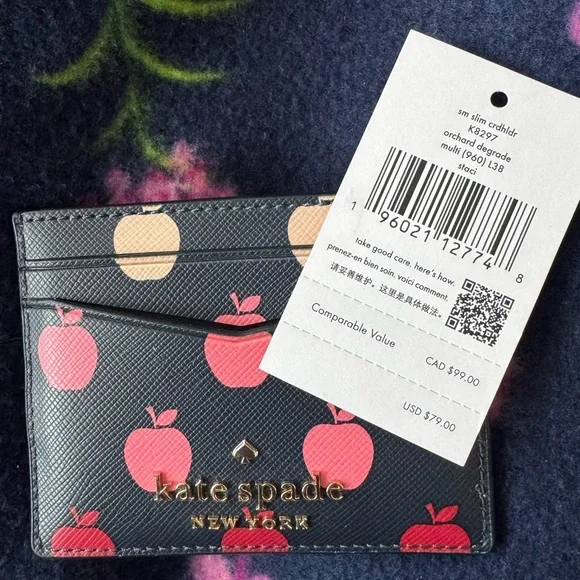 sm slim crdhldr
K8297
orchard degrade
multi (960) L38
staci
1 96021 12774 8
take good care. here's how.
prenez-en bien soin. voici comment.
请妥善维护。这里是具体做法。
Comparable Value
CAD $99.00
USD $79.00
kate spade
NEW YORK